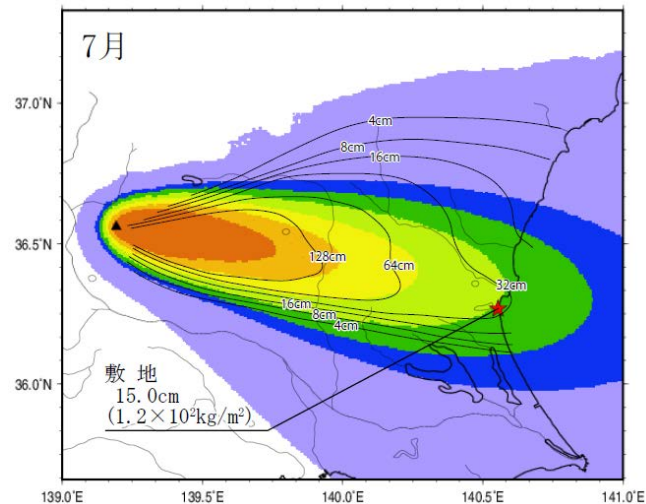 7月
37.0°N
36.5°N
36.0°N
4cm
8cm
16cm
128cm
64cm
32cm
16cm
8cm
4cm
敷 地
15.0cm
(1.2×10²kg/m²)
139.0°E 139.5°E 140.0°E 140.5°E 141.0°E